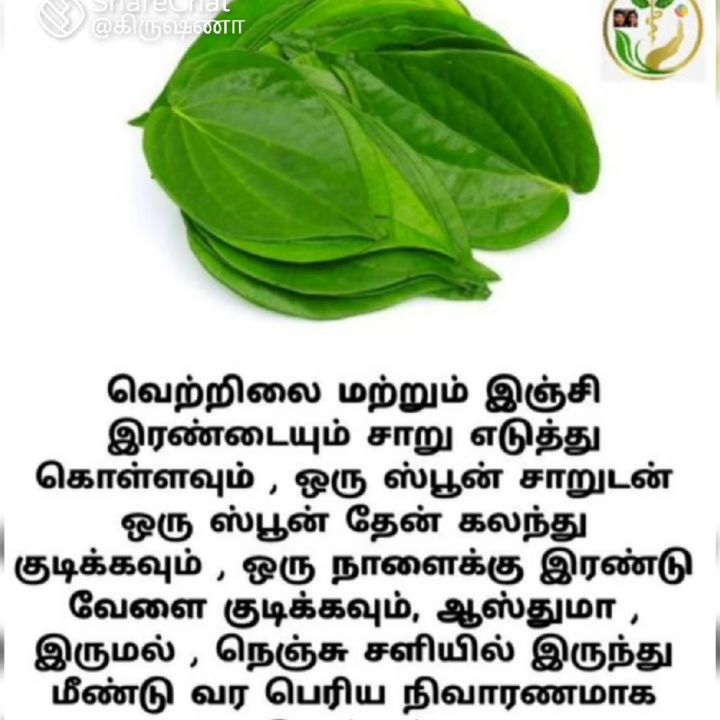 ShareChat
@கிருஷ்ணா
வெற்றிலை மற்றும் இஞ்சி
இரண்டையும் சாறு எடுத்து
கொள்ளவும் , ஒரு ஸ்பூன் சாறுடன்
ஒரு ஸ்பூன் தேன் கலந்து
குடிக்கவும் , ஒரு நாளைக்கு இரண்டு
வேளை குடிக்கவும், ஆஸ்துமா ,
இருமல் , நெஞ்சு சளியில் இருந்து
மீண்டு வர பெரிய நிவாரணமாக